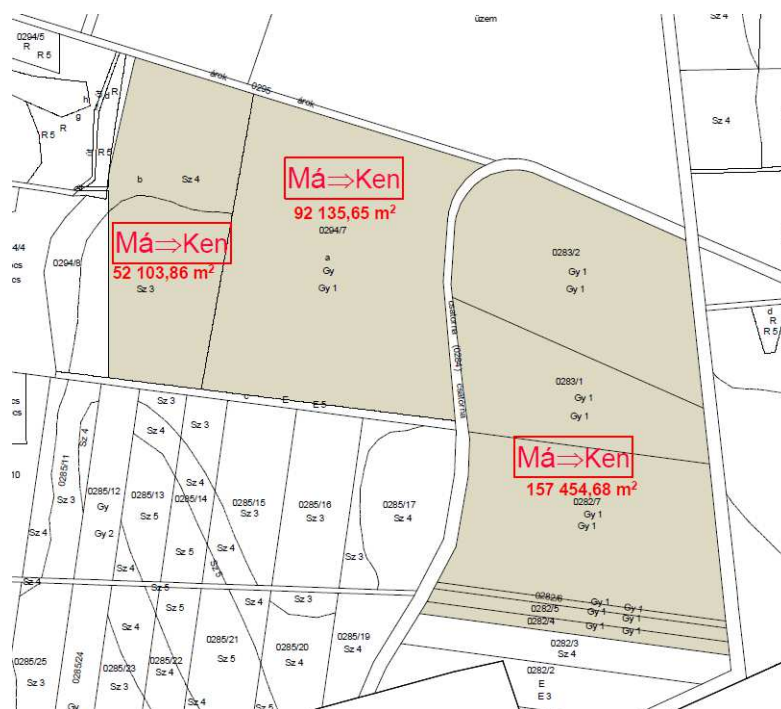 üzem
Sz 4
0294/5
R
R 5
árok
0295
árok
h
d
R
g
R
R 5
R 5
Sz 4
b
Sz 4
Má⇒Ken
92 135,65 m²
0294/7
Má⇒Ken
52 103,86 m²
4/4
0294/8
a
Gy
Gy 1
Sz 3
0283/2
Gy 1
Gy 1
csatorna
(0284)
csatorna
d
R
R 5
0283/1
Gy 1
Gy 1
c
E
E 5
Má⇒Ken
157 454,68 m²
0282/7
Gy 1
Gy 1
Sz 3
Sz 4
Sz 3
Sz 4
10
0285/11
Sz 3
0285/12
Gy
Gy 2
0285/13
Sz 5
Sz 4
0285/14
Sz 5
0285/15
Sz 3
Sz 4
0285/16
Sz 3
0285/17
Sz 4
Sz 4
Sz 4
Sz 3
Sz 5
Sz 4
Sz 5
Sz 5
Sz 4
Sz 3
0282/6
Gy 1
Gy 1
0282/5
Gy 1
Gy 1
0282/4
Gy 1
Gy 1
0282/3
Sz 4
0282/2
E
E 3
Sz 4
0285/21
Sz 5
0285/20
Sz 4
0285/19
Sz 4
0285/25
Sz 3
0285/24
0285/23
Sz 3
0285/22
Sz 4
Sz 4
Sz 5